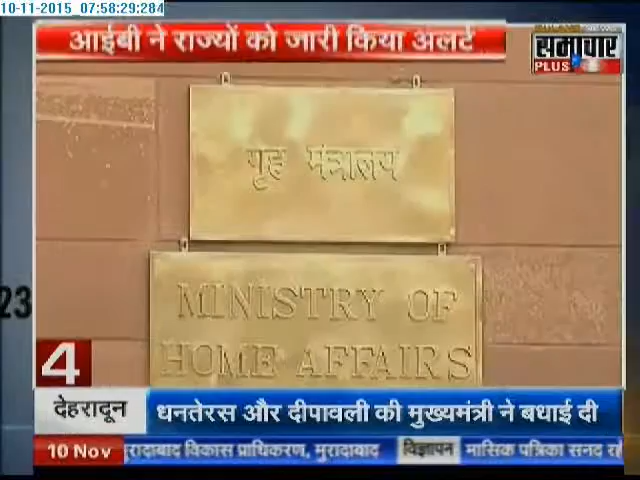 10-11-2015_07:58:29:284
आईबी ने राज्यों को जारी किया अलर्ट
समाचार
PLUS
गृह मंत्रालय
MINISTRY OF
HOME AFFAIRS
23
4
देहरादून
धनतेरस और दीपावली की मुख्यमंत्री ने बधाई दी
10 Nov
मुरादाबाद विकास प्राधिकरण, मुरादाबाद
विज्ञापन
मासिक पत्रिका सनद